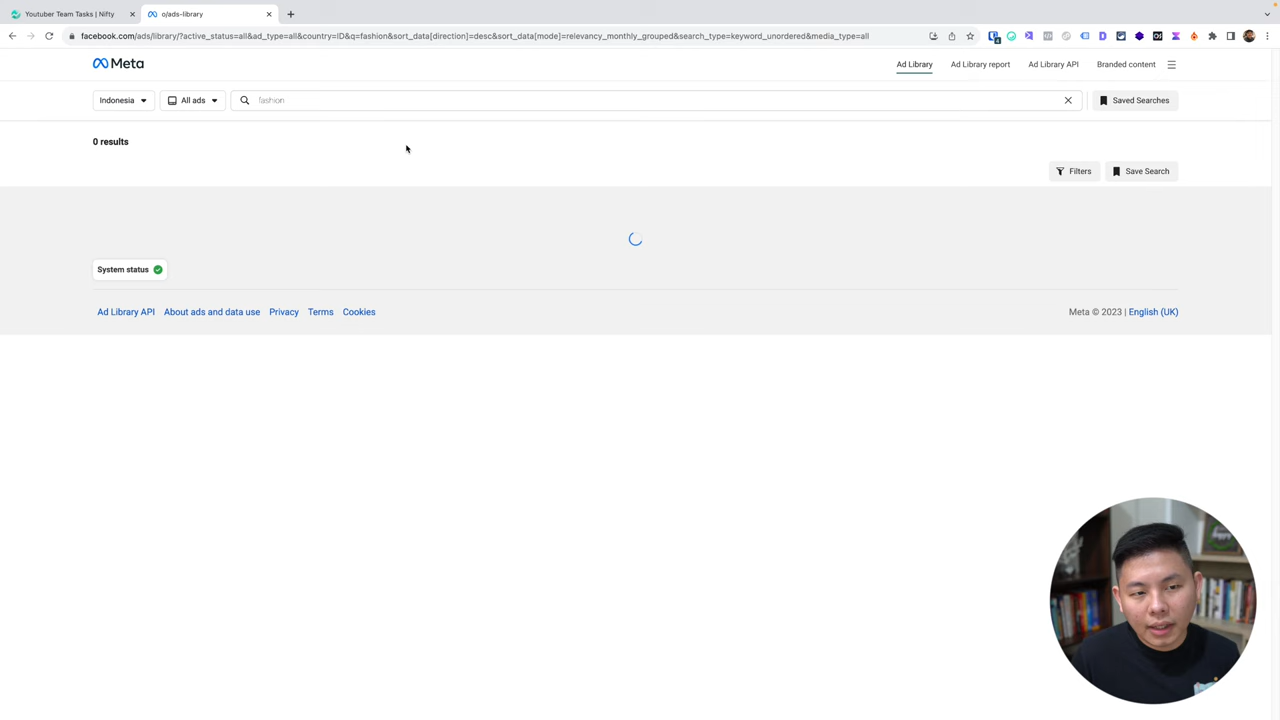 Youtuber Team Tasks | Nifty
o/ads-library
facebook.com/ads/library/?active_status=all&ad_type=all&country=ID&q=fashion&sort_data[direction]=desc&sort_data[mode]=relevancy_monthly_grouped&search_type=keyword_unordered&media_type=all
Meta
Ad Library
Ad Library report
Ad Library API
Branded content
Indonesia
All ads
fashion
Saved Searches
0 results
Filters
Save Search
System status
Ad Library API
About ads and data use
Privacy
Terms
Cookies
Meta © 2023 | English (UK)